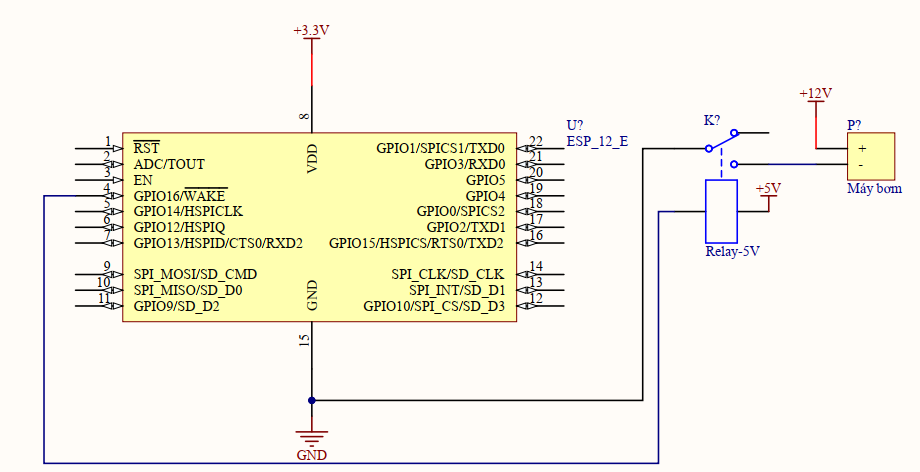 +3.3V
8
VDD
U?
ESP_12_E
1 RST
2 ADC/TOUT
3 EN
4 GPIO16/WAKE
5 GPIO14/HSPICLK
6 GPIO12/HSPIQ
7 GPIO13/HSPID/CTS0/RXD2
9 SPI_MOSI/SD_CMD
10 SPI_MISO/SD_D0
11 GPIO9/SD_D2
GPIO1/SPICS1/TXD0 22
GPIO3/RXD0 21
GPIO5 20
GPIO4 19
GPIO0/SPICS2 18
GPIO2/TXD1 17
GPIO15/HSPICS/RTS0/TXD2 16
SPI_CLK/SD_CLK 14
SPI_INT/SD_D1 13
GPIO10/SPI_CS/SD_D3 12
GND
15
GND
K?
+5V
Relay-5V
+12V
P?
+
-
Máy bơm